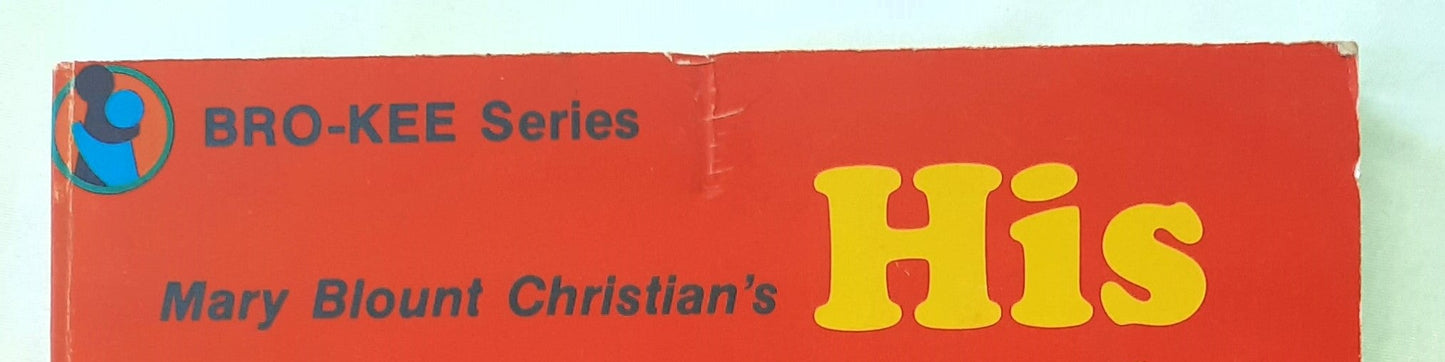 BRO-KEE Series
Mary Blount Christian's His